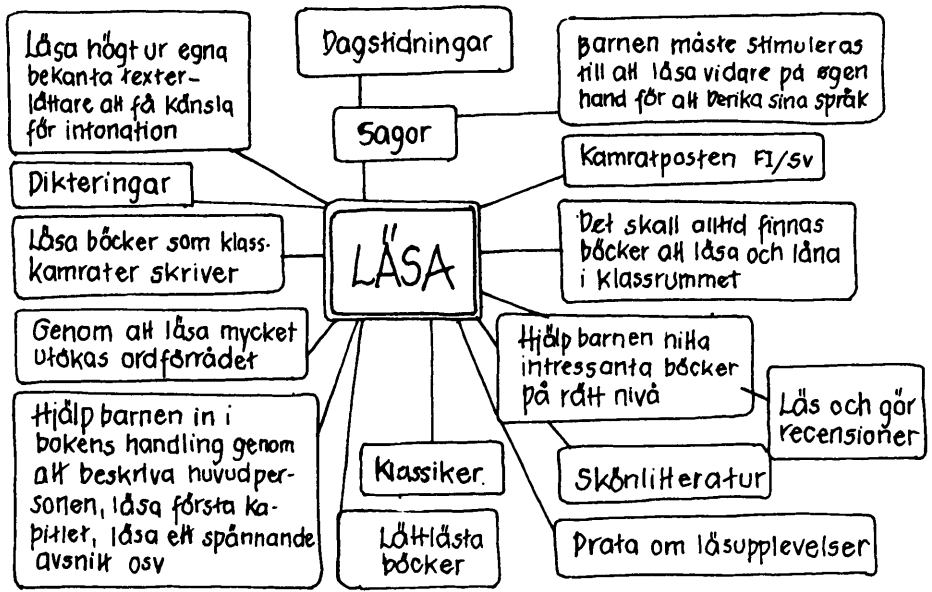 Läsa högt ur egna
bekanta texter-
lättare att få känsla
för intonation
Dagstidningar
Barnen måste stimuleras
till att läsa vidare på egen
hand för att berika sina språk
Sagor
Kamratposten FI/SV
Dikteringar
Läsa böcker som klass-
kamrater skriver
LÄSA
Det skall alltid finnas
böcker att läsa och låna
i klassrummet
Genom att läsa mycket
utökas ordförrådet
Hjälp barnen hitta
intressanta böcker
på rätt nivå
Läs och gör
recensioner
Hjälp barnen in i
bokens handling genom
att beskriva huvudper-
sonen, läsa första ka-
pitlet, läsa ett spännande
avsnitt osv
Klassiker.
Skönlitteratur
Lättlästa
böcker
Prata om läsupplevelser